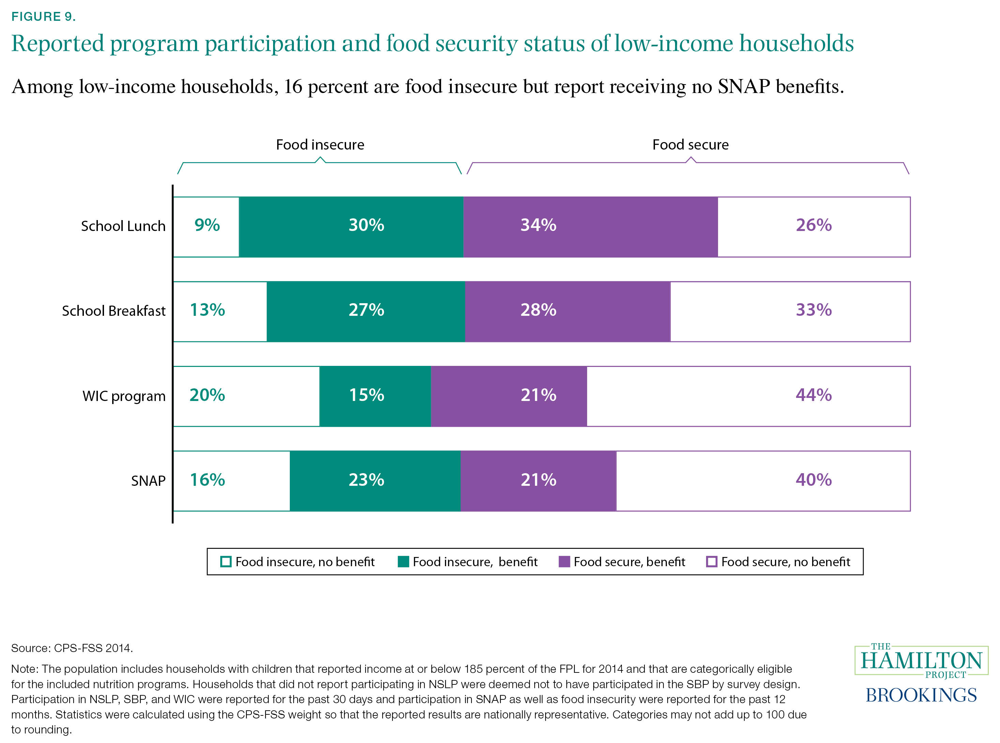 FIGURE 9.
Reported program participation and food security status of low-income households
Among low-income households, 16 percent are food insecure but report receiving no SNAP benefits.
Food insecure Food secure
School Lunch 9% 30% 34% 26%
School Breakfast 13% 27% 28% 33%
WIC program 20% 15% 21% 44%
SNAP 16% 23% 21% 40%
Food insecure, no benefit Food insecure, benefit Food secure, benefit Food secure, no benefit
Source: CPS-FSS 2014.
Note: The population includes households with children that reported income at or below 185 percent of the FPL for 2014 and that are categorically eligible
for the included nutrition programs. Households that did not report participating in NSLP were deemed not to have participated in the SBP by survey design.
Participation in NSLP, SBP, and WIC were reported for the past 30 days and participation in SNAP as well as food insecurity were reported for the past 12
months. Statistics were calculated using the CPS-FSS weight so that the reported results are nationally representative. Categories may not add up to 100 due
to rounding.
THE
HAMILTON
PROJECT
BROOKINGS